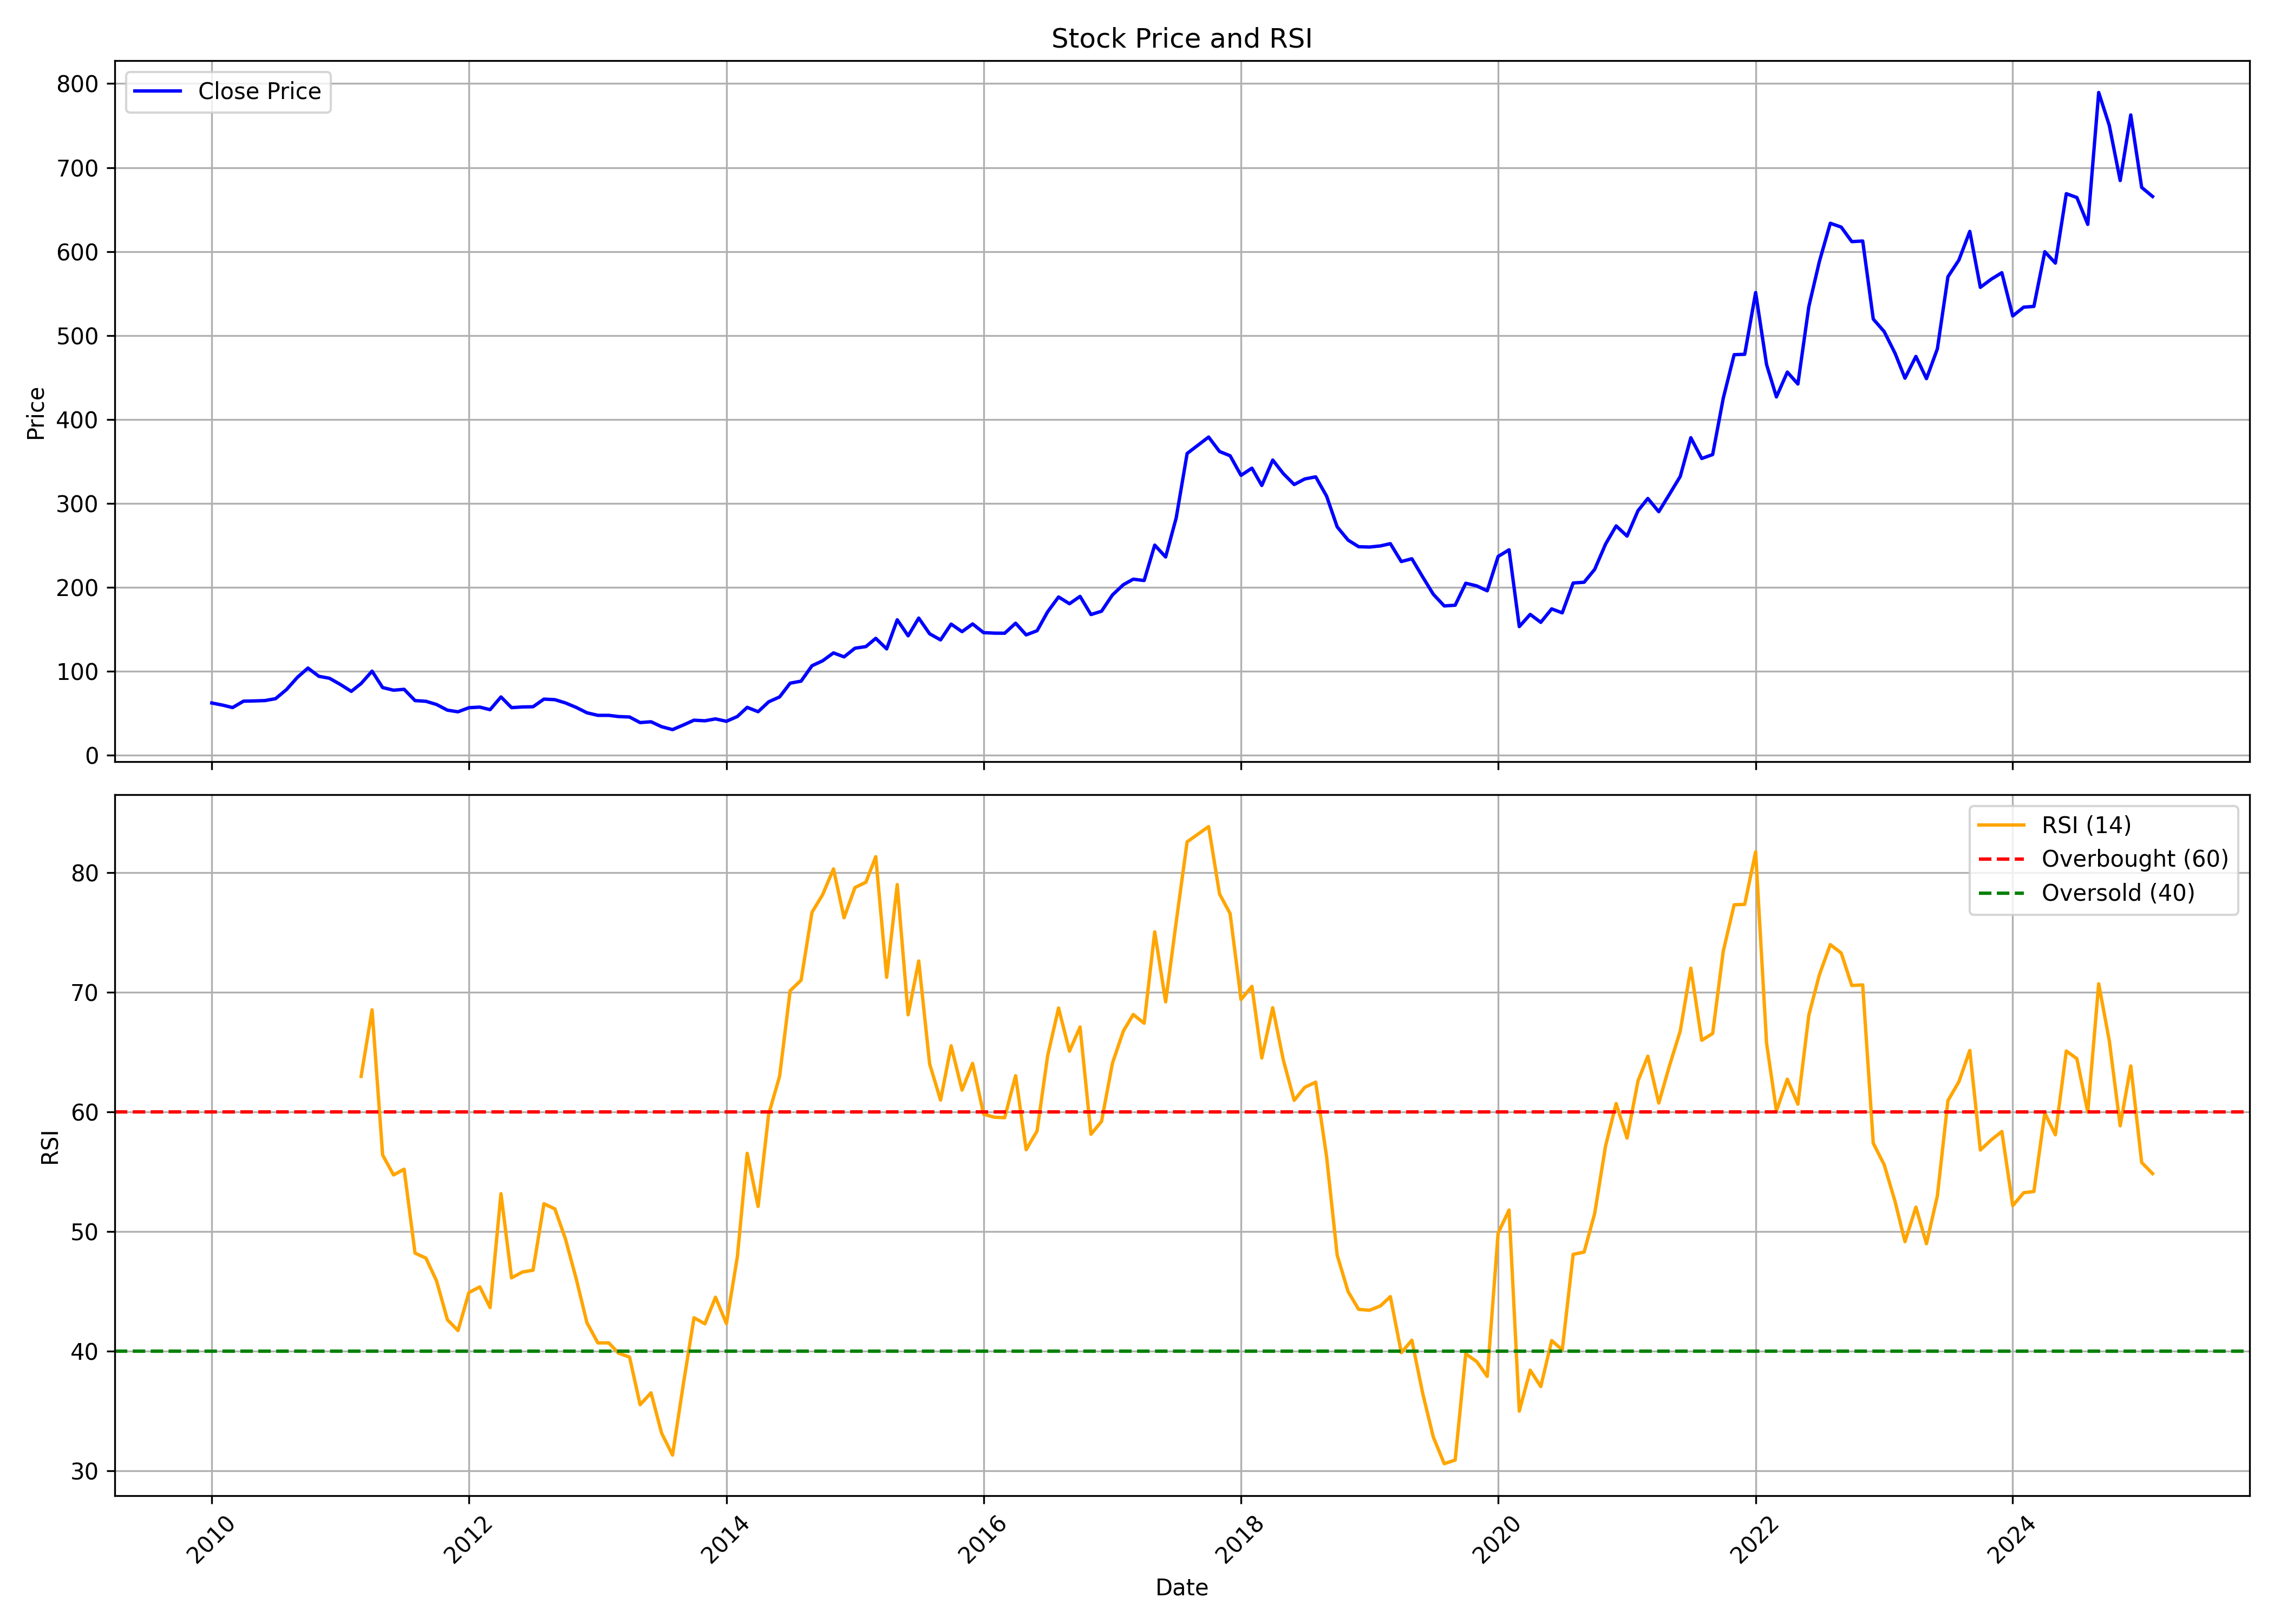 Stock Price and RSI
Close Price
800
700
600
500
400
300
200
100
0
Price
RSI (14)
Overbought (60)
Oversold (40)
80
70
60
50
40
30
RSI
2010
2012
2014
2016
2018
2020
2022
2024
Date